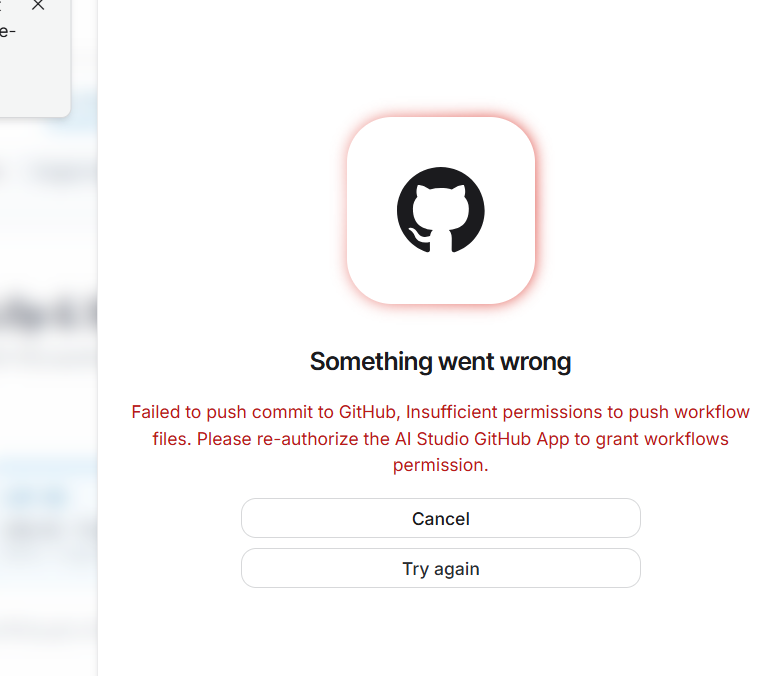 e-
Something went wrong
Failed to push commit to GitHub, Insufficient permissions to push workflow
files. Please re-authorize the AI Studio GitHub App to grant workflows
permission.
Cancel
Try again